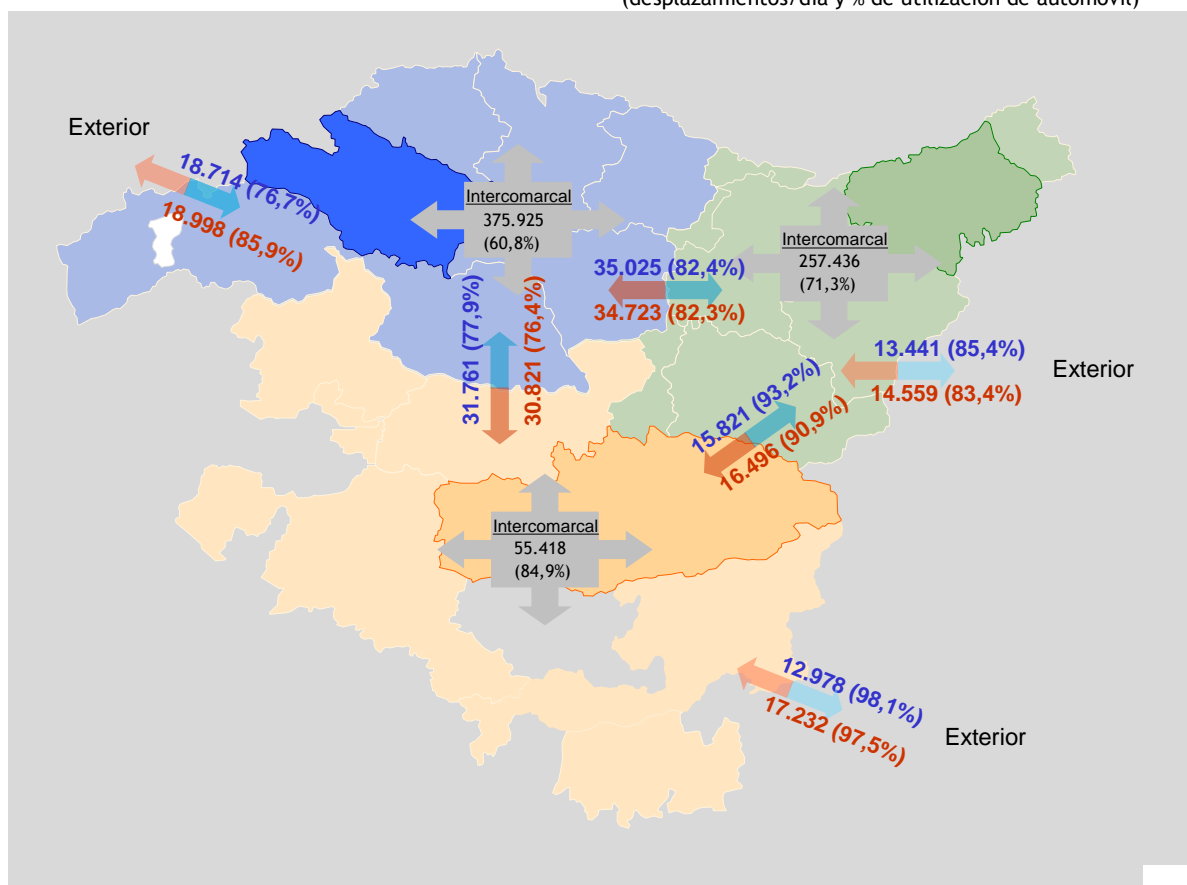 (desplazamientos/día y % de utilización de automóvil)
Exterior
18.714 (76,7%)
18.998 (85,9%)
Intercomarcal
375.925
(60,8%)
Intercomarcal
257.436
(71,3%)
35.025 (82,4%)
34.723 (82,3%)
31.761 (77,9%)
30.821 (76,4%)
13.441 (85,4%)
14.559 (83,4%)
Exterior
15.821 (93,2%)
16.496 (90,9%)
Intercomarcal
55.418
(84,9%)
12.978 (98,1%)
17.232 (97,5%)
Exterior